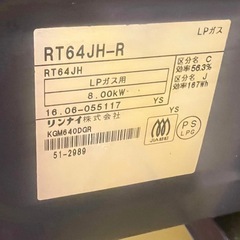 RT64JH-R
LPガス
RT64JH
区分名 C
効率56.3%
LPガス用
区分名 J
8.00kW
効率167Wh
YS
16.06-055117
YS
リンナイ株式会社
KGM640DGR
JIA
PS
LPG
51-2989